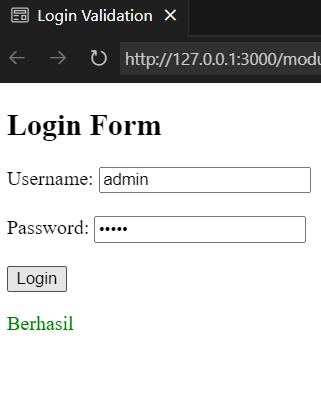 Login Validation
http://127.0.0.1:3000/modu
Login Form
Username: admin
Password: •••••
Login
Berhasil